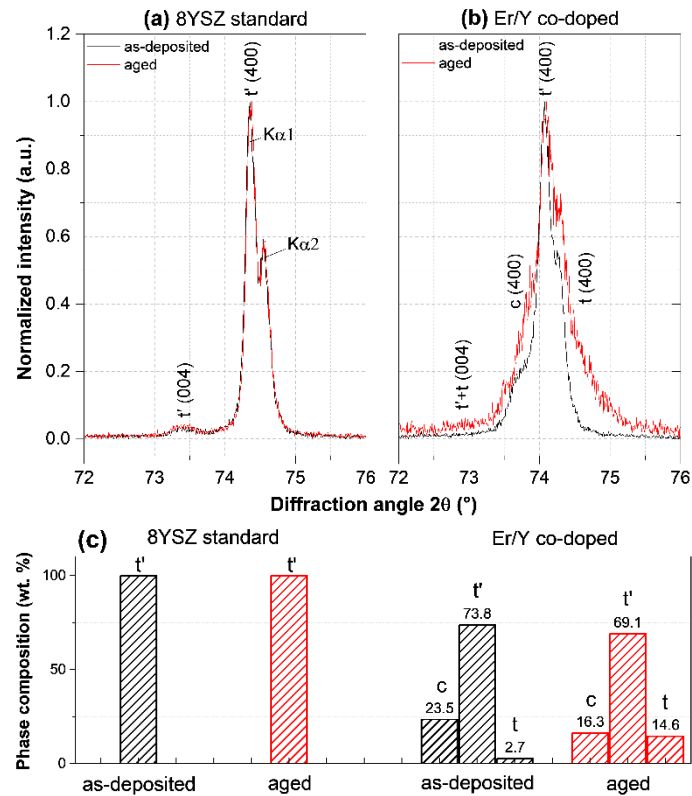 (a) 8YSZ standard
(b) Er/Y co-doped
Normalized intensity (a.u.)
1.2
1.0
0.8
0.6
0.4
0.2
0.0
as-deposited
aged
t' (400)
Kα1
Kα2
t' (004)
72 73 74 75 76
as-deposited
aged
t' (400)
c (400)
t (400)
t'+t (004)
72 73 74 75 76
Diffraction angle 2θ (°)
(c) 8YSZ standard
Er/Y co-doped
Phase composition (wt. %)
100
50
0
t'
t'
c
23.5
t'
73.8
t
2.7
c
16.3
t'
69.1
t
14.6
as-deposited aged as-deposited aged